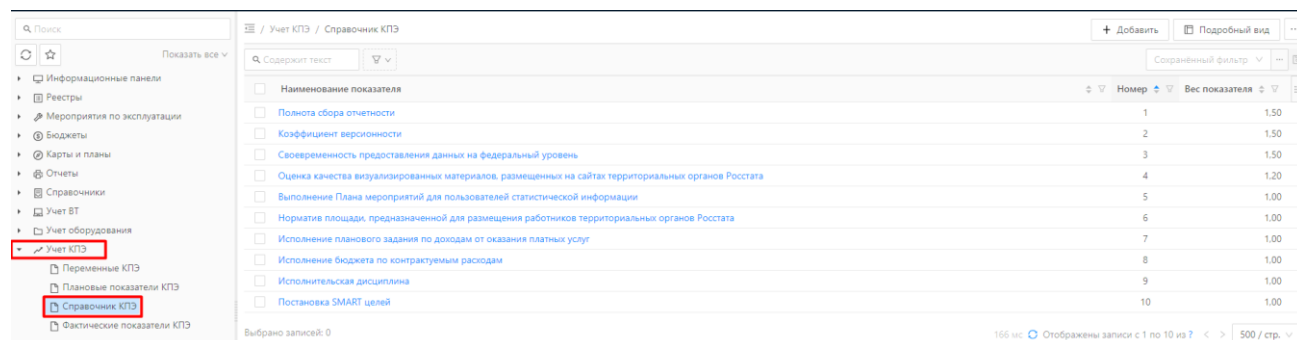 Поиск
Показать все
Информационные панели
Реестры
Мероприятия по эксплуатации
Бюджеты
Карты и планы
Отчеты
Справочники
Учет ВТ
Учет оборудования
Учет КПЭ
Переменные КПЭ
Плановые показатели КПЭ
Справочник КПЭ
Фактические показатели КПЭ
/ Учет КПЭ / Справочник КПЭ
+ Добавить Подробный вид ...
Содержит текст
Сохранённый фильтр ...
Наименование показателя Номер Вес показателя
Полнота сбора отчетности 1 1,50
Коэффициент версионности 2 1,50
Своевременность предоставления данных на федеральный уровень 3 1,50
Оценка качества визуализированных материалов, размещенных на сайтах территориальных органов Росстата 4 1,20
Выполнение Плана мероприятий для пользователей статистической информации 5 1,00
Норматив площади, предназначенной для размещения работников территориальных органов Росстата 6 1,00
Исполнение планового задания по доходам от оказания платных услуг 7 1,00
Исполнение бюджета по контрактуемым расходам 8 1,00
Исполнительская дисциплина 9 1,00
Постановка SMART целей 10 1,00
Выбрано записей: 0
166 мс Отображены записи с 1 по 10 из ? < > 500 / стр.